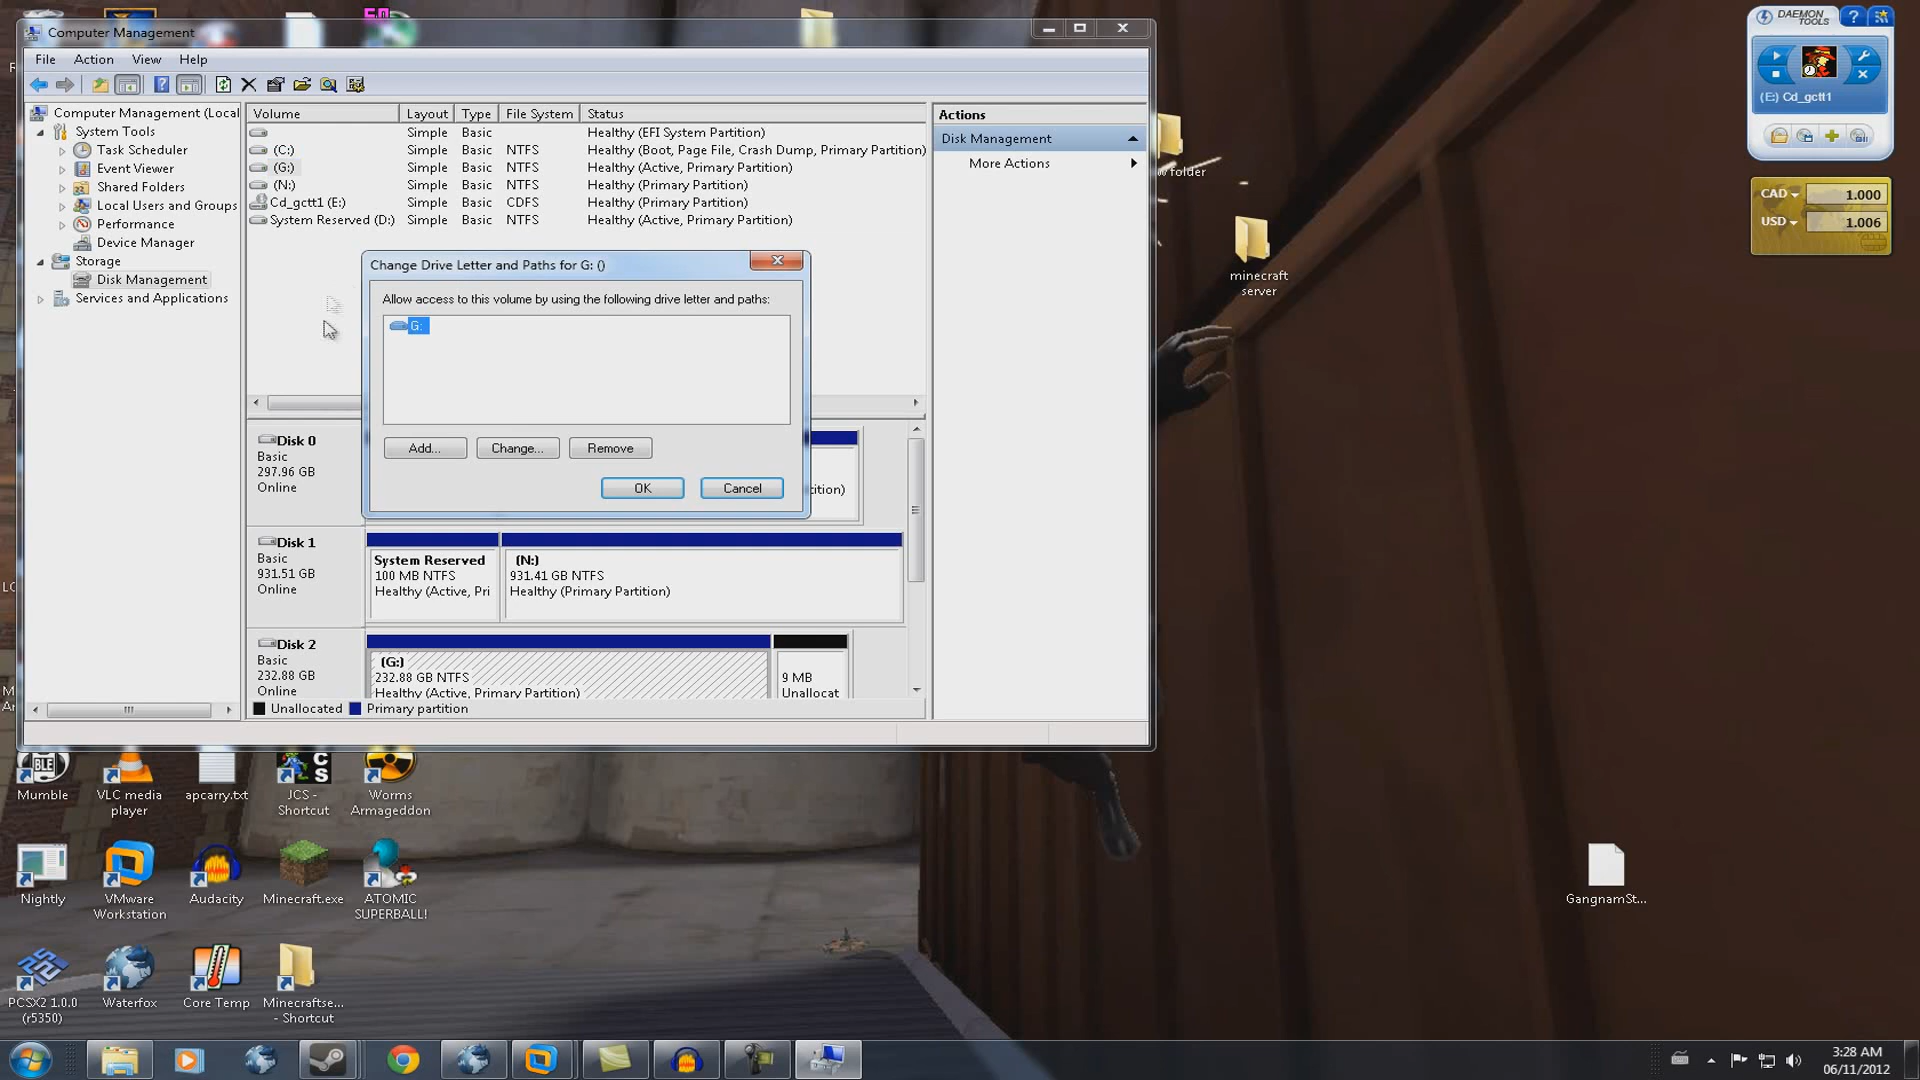 Computer Management
File Action View Help
Computer Management (Local
System Tools
Task Scheduler
Event Viewer
Shared Folders
Local Users and Groups
Performance
Device Manager
Storage
Disk Management
Services and Applications
Volume Layout Type File System Status
Simple Basic Healthy (EFI System Partition)
(C:) Simple Basic NTFS Healthy (Boot, Page File, Crash Dump, Primary Partition)
(G:) Simple Basic NTFS Healthy (Active, Primary Partition)
(N:) Simple Basic NTFS Healthy (Primary Partition)
Cd_gctt1 (E:) Simple Basic CDFS Healthy (Primary Partition)
System Reserved (D:) Simple Basic NTFS Healthy (Active, Primary Partition)
Actions
Disk Management
More Actions
Change Drive Letter and Paths for G: ()
Allow access to this volume by using the following drive letter and paths:
G:
Add... Change... Remove
OK Cancel
Disk 0
Basic
297.96 GB
Online
tition)
Disk 1
Basic
931.51 GB
Online
System Reserved
100 MB NTFS
Healthy (Active, Pri
(N:)
931.41 GB NTFS
Healthy (Primary Partition)
Disk 2
Basic
232.88 GB
Online
(G:)
232.88 GB NTFS
Healthy (Active, Primary Partition)
9 MB
Unallocat
Unallocated Primary partition
DAEMON
TOOLS
(E:) Cd_gctt1
CAD 1.000
USD 1.006
w folder
minecraft
server
GangnamSt...
Mumble
VLC media
player
apcarry.txt
JCS -
Shortcut
Worms
Armageddon
Nightly
VMware
Workstation
Audacity
Minecraft.exe
ATOMIC
SUPERBALL!
PCSX2 1.0.0
(r5350)
Waterfox
Core Temp
Minecraftse...
- Shortcut
3:28 AM
06/11/2012